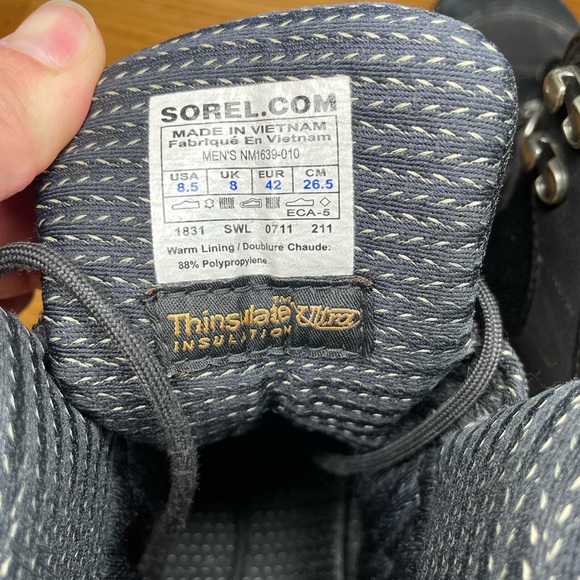 SOREL.COM
MADE IN VIETNAM
Fabriqué En Vietnam
MEN'S NM1639-010
USA UK EUR CM
8.5 8 42 26.5
ECA-5
1831 SWL 0711 211
Warm Lining / Doublure Chaude:
88% Polypropylene
Thinsulate™ Ultra
INSULATION